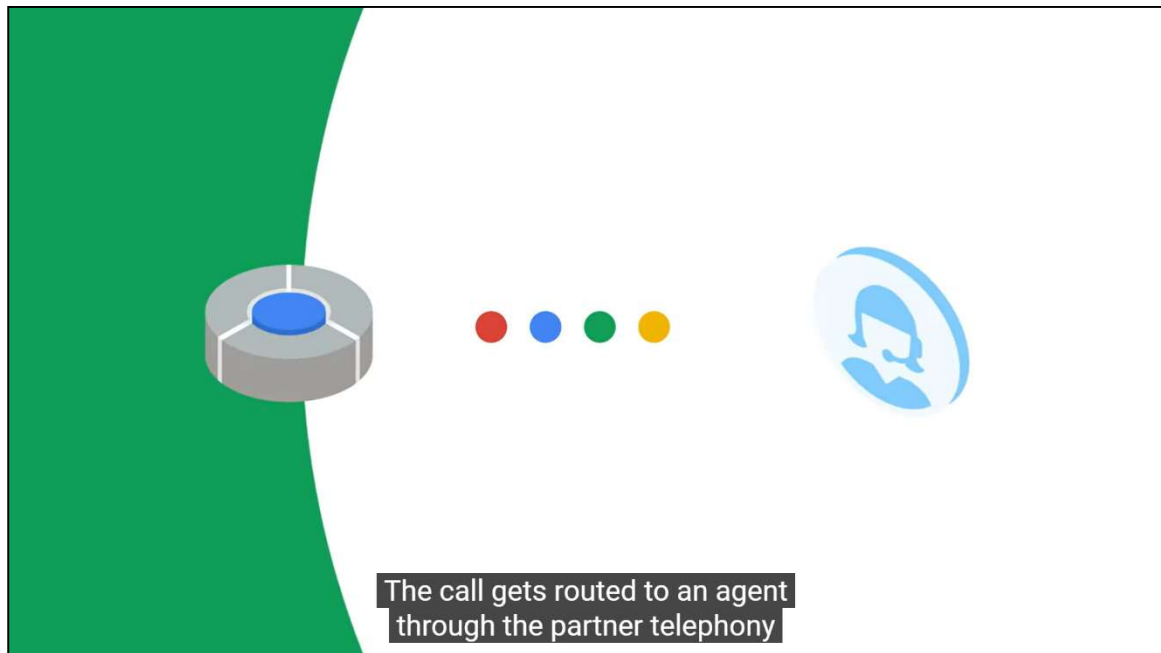 The call gets routed to an agent
through the partner telephony